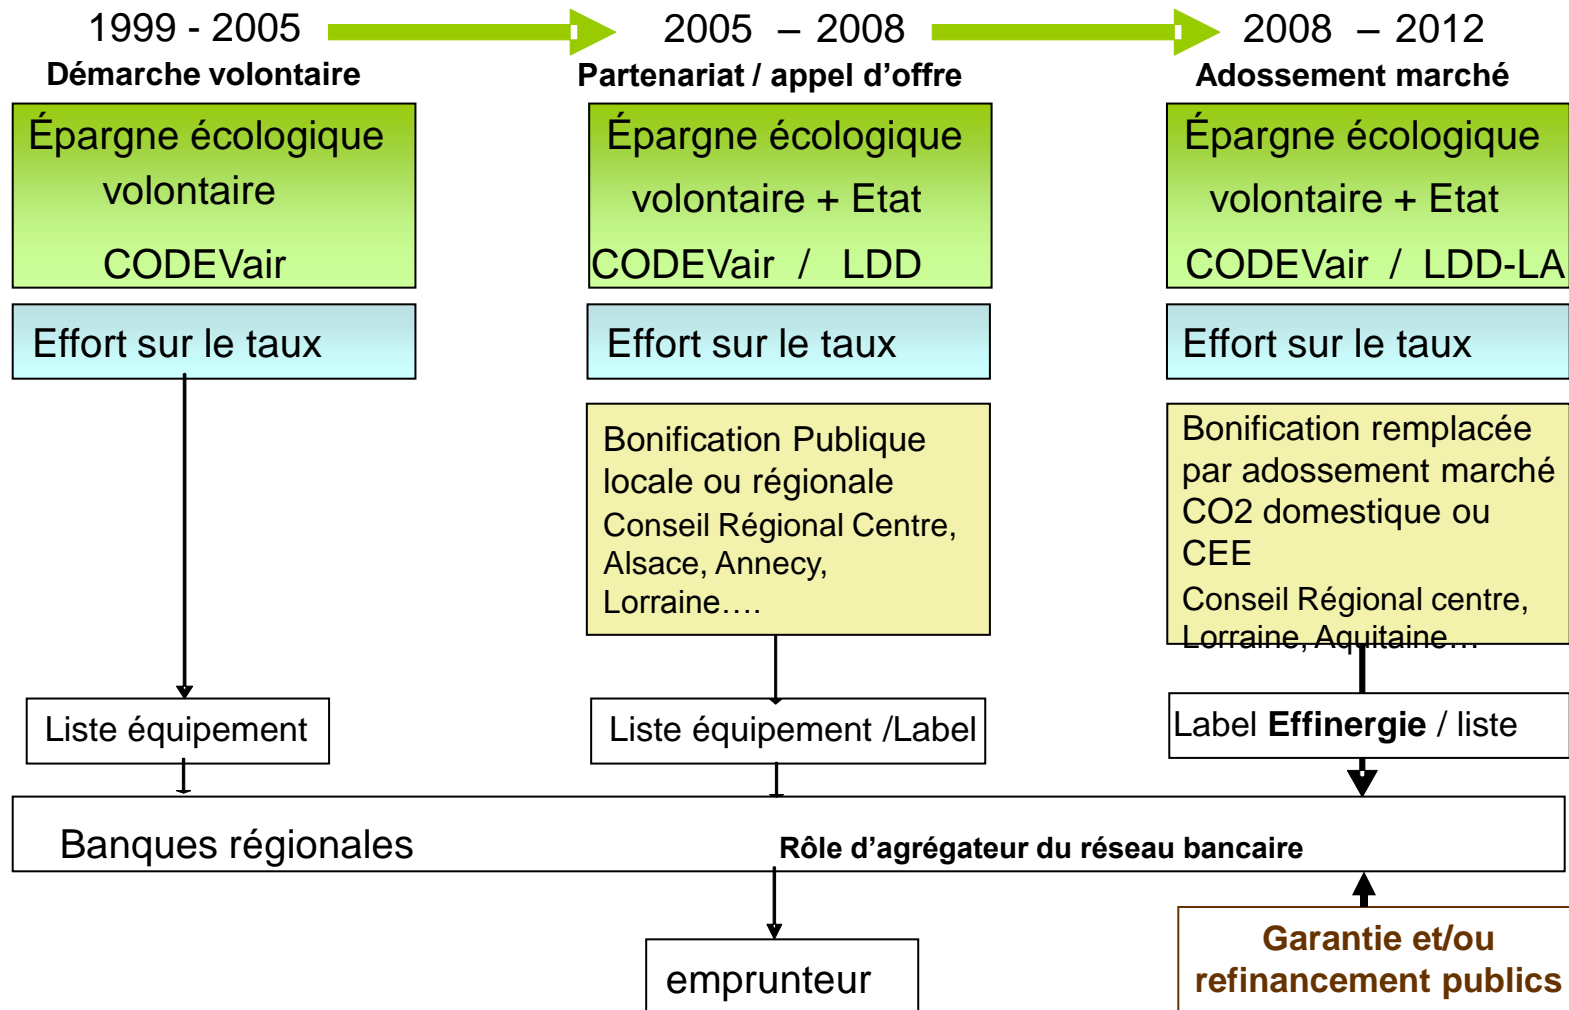 1999 - 2005
Démarche volontaire
Épargne écologique
volontaire
CODEVair
Effort sur le taux
Liste équipement
2005 – 2008
Partenariat / appel d’offre
Épargne écologique
volontaire + Etat
CODEVair / LDD
Effort sur le taux
Bonification Publique
locale ou régionale
Conseil Régional Centre,
Alsace, Annecy,
Lorraine….
Liste équipement /Label
2008 – 2012
Adossement marché
Épargne écologique
volontaire + Etat
CODEVair / LDD-LA
Effort sur le taux
Bonification remplacée
par adossement marché
CO2 domestique ou
CEE
Conseil Régional centre,
Lorraine, Aquitaine…
Label Effinergie / liste
Banques régionales
Rôle d’agrégateur du réseau bancaire
emprunteur
Garantie et/ou
refinancement publics